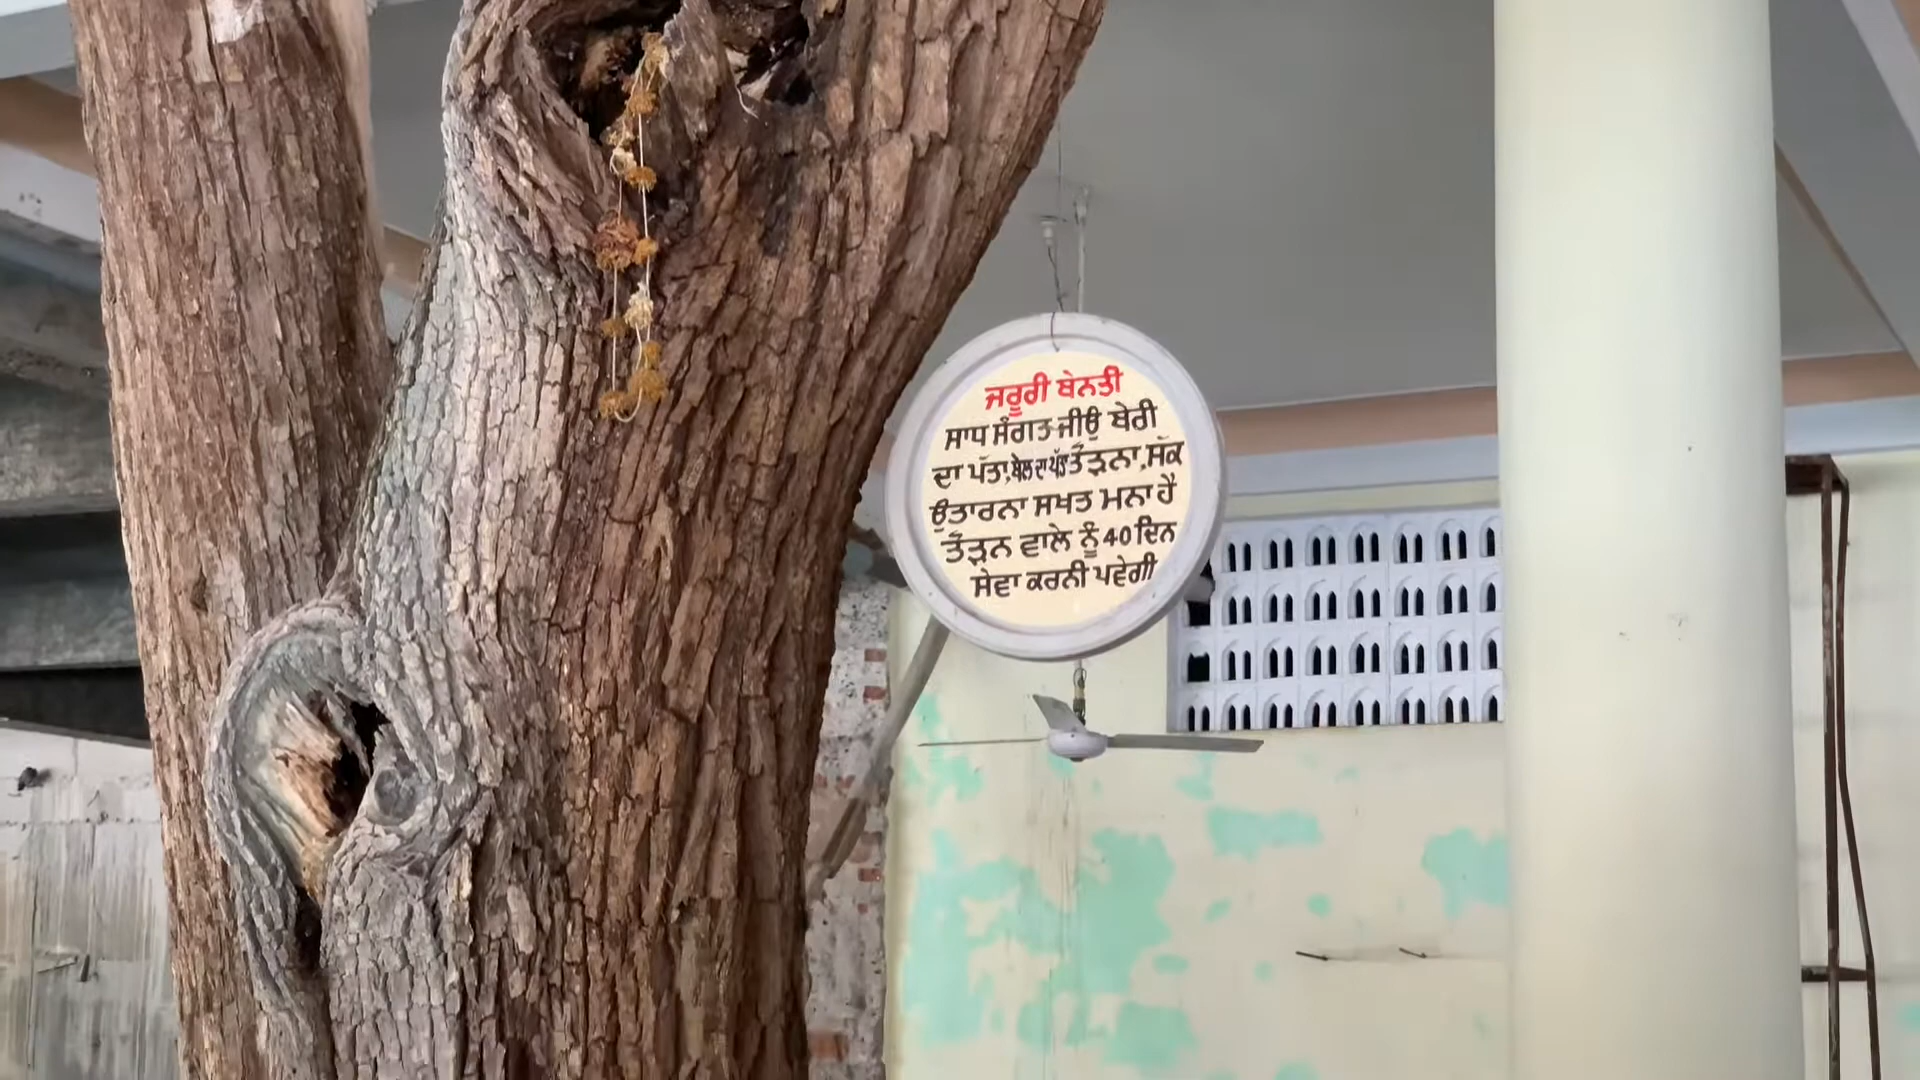 ਜਰੂਰੀ ਬੇਨਤੀ
ਸਾਧ ਸੰਗਤ ਜੀਉ ਬੇਰੀ
ਦਾ ਪੱਤਾ, ਬੇਲ ਦਾ ਪੱਤਾ ਤੋੜਨਾ, ਸੱਕ
ਉਤਾਰਨਾ ਸਖਤ ਮਨਾ ਹੈ
ਤੋੜਨ ਵਾਲੇ ਨੂੰ 40 ਦਿਨ
ਸੇਵਾ ਕਰਨੀ ਪਵੇਗੀ